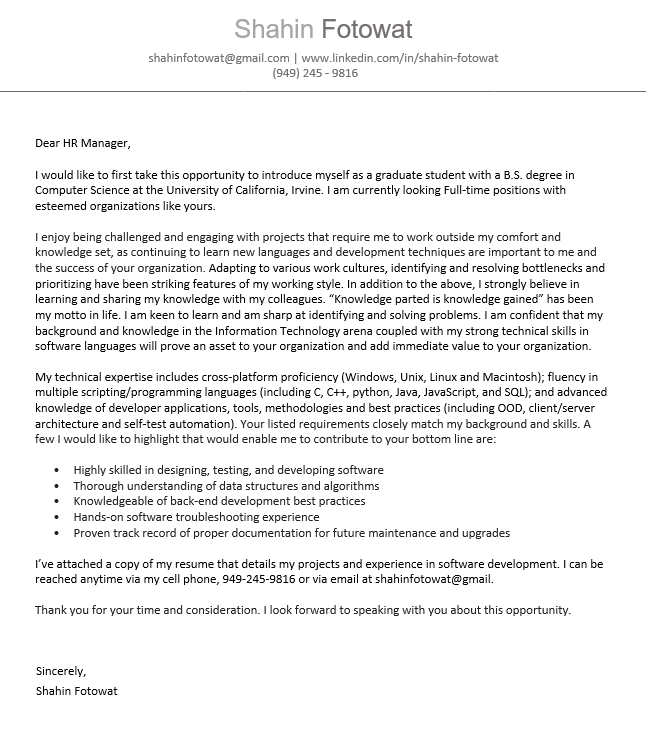 Shahin Fotowat
shahinfotowat@gmail.com | www.linkedin.com/in/shahin-fotowat
(949) 245 - 9816
Dear HR Manager,
I would like to first take this opportunity to introduce myself as a graduate student with a B.S. degree in
Computer Science at the University of California, Irvine. I am currently looking Full-time positions with
esteemed organizations like yours.
I enjoy being challenged and engaging with projects that require me to work outside my comfort and
knowledge set, as continuing to learn new languages and development techniques are important to me and
the success of your organization. Adapting to various work cultures, identifying and resolving bottlenecks and
prioritizing have been striking features of my working style. In addition to the above, I strongly believe in
learning and sharing my knowledge with my colleagues. “Knowledge parted is knowledge gained” has been
my motto in life. I am keen to learn and am sharp at identifying and solving problems. I am confident that my
background and knowledge in the Information Technology arena coupled with my strong technical skills in
software languages will prove an asset to your organization and add immediate value to your organization.
My technical expertise includes cross-platform proficiency (Windows, Unix, Linux and Macintosh); fluency in
multiple scripting/programming languages (including C, C++, python, Java, JavaScript, and SQL); and advanced
knowledge of developer applications, tools, methodologies and best practices (including OOD, client/server
architecture and self-test automation). Your listed requirements closely match my background and skills. A
few I would like to highlight that would enable me to contribute to your bottom line are:
• Highly skilled in designing, testing, and developing software
• Thorough understanding of data structures and algorithms
• Knowledgeable of back-end development best practices
• Hands-on software troubleshooting experience
• Proven track record of proper documentation for future maintenance and upgrades
I’ve attached a copy of my resume that details my projects and experience in software development. I can be
reached anytime via my cell phone, 949-245-9816 or via email at shahinfotowat@gmail.
Thank you for your time and consideration. I look forward to speaking with you about this opportunity.
Sincerely,
Shahin Fotowat